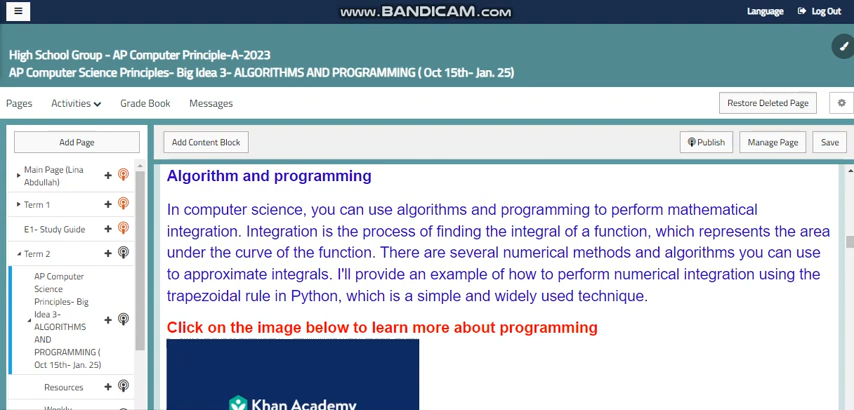 www.BANDICAM.com
Language
Log Out
High School Group - AP Computer Principle-A-2023
AP Computer Science Principles- Big Idea 3- ALGORITHMS AND PROGRAMMING ( Oct 15th- Jan. 25)
Pages
Activities
Grade Book
Messages
Restore Deleted Page
Add Page
Add Content Block
Publish
Manage Page
Save
Main Page (Lina
Abdullah)
Term 1
E1- Study Guide
Term 2
AP Computer
Science
Principles- Big
Idea 3-
ALGORITHMS
AND
PROGRAMMING (
Oct 15th- Jan. 25)
Resources
Weekly
Algorithm and programming
In computer science, you can use algorithms and programming to perform mathematical
integration. Integration is the process of finding the integral of a function, which represents the area
under the curve of the function. There are several numerical methods and algorithms you can use
to approximate integrals. I'll provide an example of how to perform numerical integration using the
trapezoidal rule in Python, which is a simple and widely used technique.
Click on the image below to learn more about programming
Khan Academy